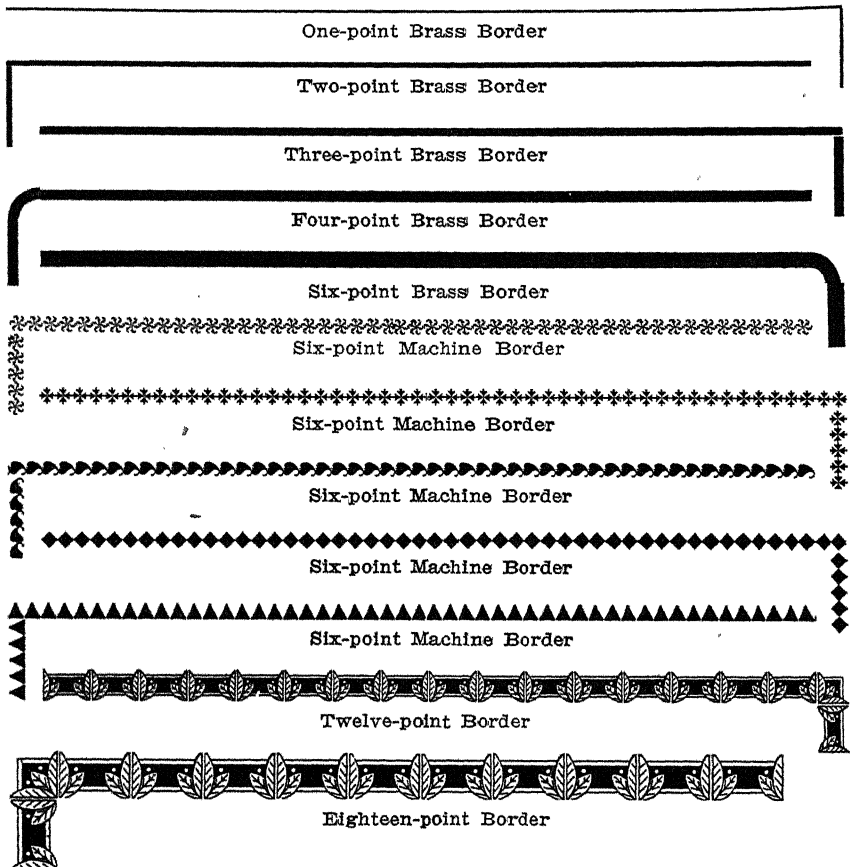 One-point Brass Border
Two-point Brass Border
Three-point Brass Border
Four-point Brass Border
Six-point Brass Border
Six-point Machine Border
Six-point Machine Border
Six-point Machine Border
Six-point Machine Border
Six-point Machine Border
Twelve-point Border
Eighteen-point Border